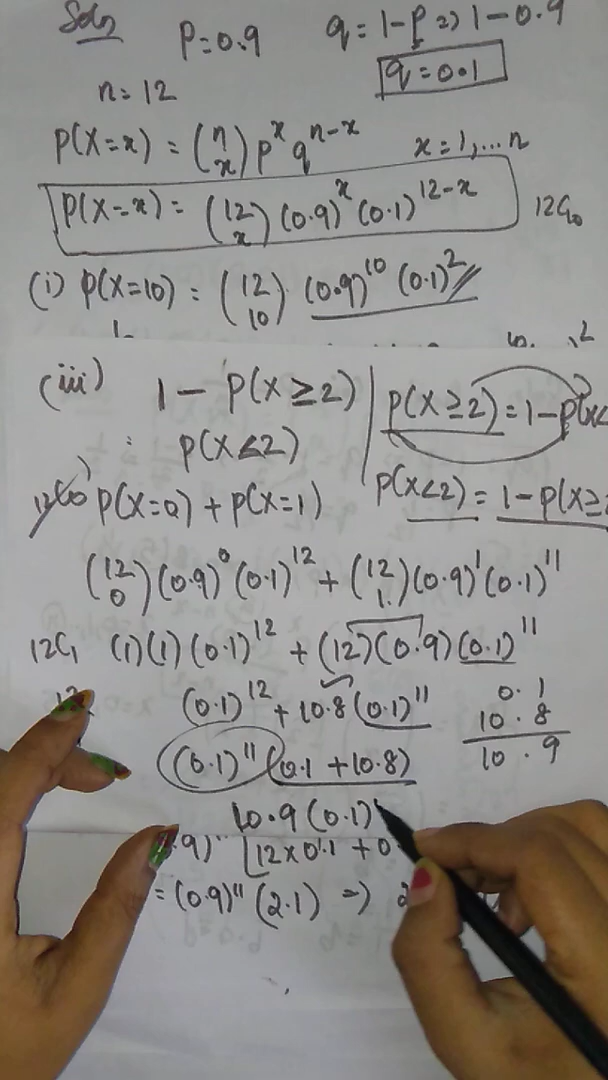 Soln P=0.9 q=1-P => 1-0.9
q=0.1
n=12
P(X=x) = (n x) p^x q^n-x x=1,...n
P(X=x) = (12 x) (0.9)^x (0.1)^12-x 12C10
(i) P(X=10) = (12 10) (0.9)^10 (0.1)^2
(iii) 1 - P(X≥2) P(X≥2) = 1-P(X<
: P(X<2)
12C0 P(X=0) + P(X=1) P(X<2) = 1-P(X≥
(12 0)(0.9)^0 (0.1)^12 + (12 1)(0.9)^1 (0.1)^11
12C1 (1)(1)(0.1)^12 + (12)(0.9)(0.1)^11
(0.1)^12 + 10.8 (0.1)^11 0.1
10.8
(0.1)^11 (0.1 + 10.8) 10.9
10.9 (0.1)
.9)^11 [12×0.1 + 0
= (0.9)^11 (2.1) => 2